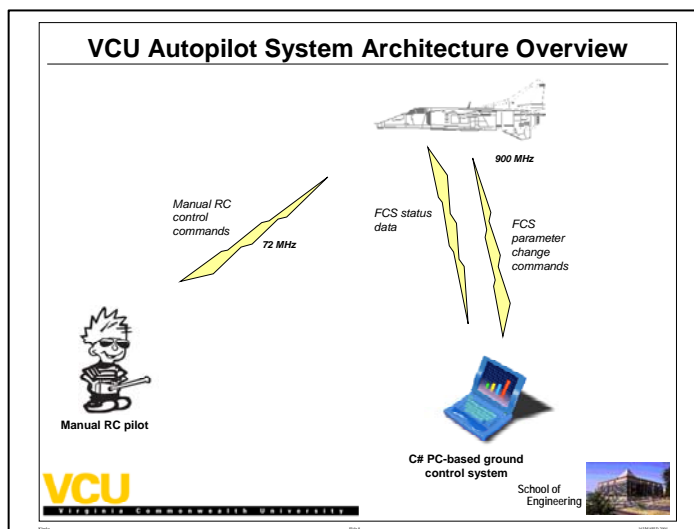 VCU Autopilot System Architecture Overview
900 MHz
Manual RC
control
commands
72 MHz
FCS status
data
FCS
parameter
change
commands
Manual RC pilot
C# PC-based ground
control system
VCU
Virginia Commonwealth University
School of
Engineering